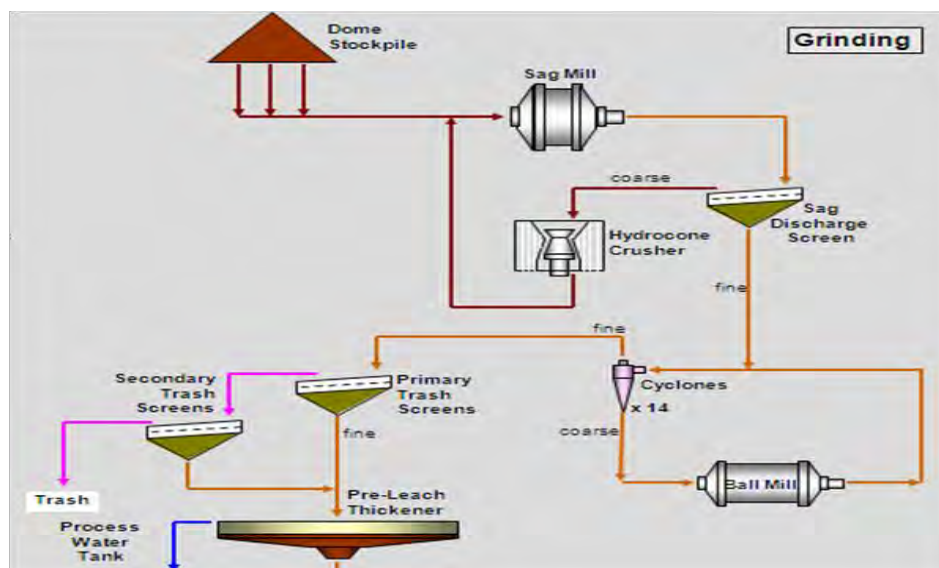 Dome
Stockpile
Grinding
Sag Mill
coarse
Sag
Discharge
Screen
Hydrocone
Crusher
fine
fine
Secondary
Trash
Screens
Primary
Trash
Screens
Cyclones
x 14
fine
coarse
Ball Mill
Trash
Pre-Leach
Thickener
Process
Water
Tank